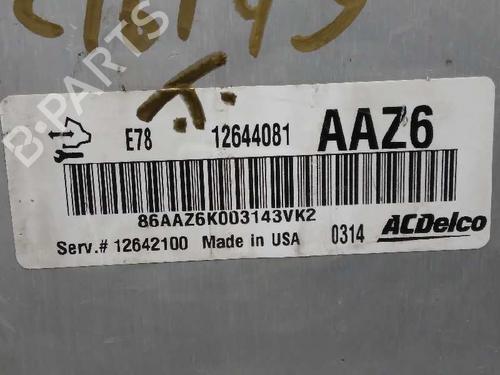 B-PARTS
E78 12644081 AAZ6
86AAZ6K003143VK2
Serv.# 12642100 Made in USA 0314 ACDelco